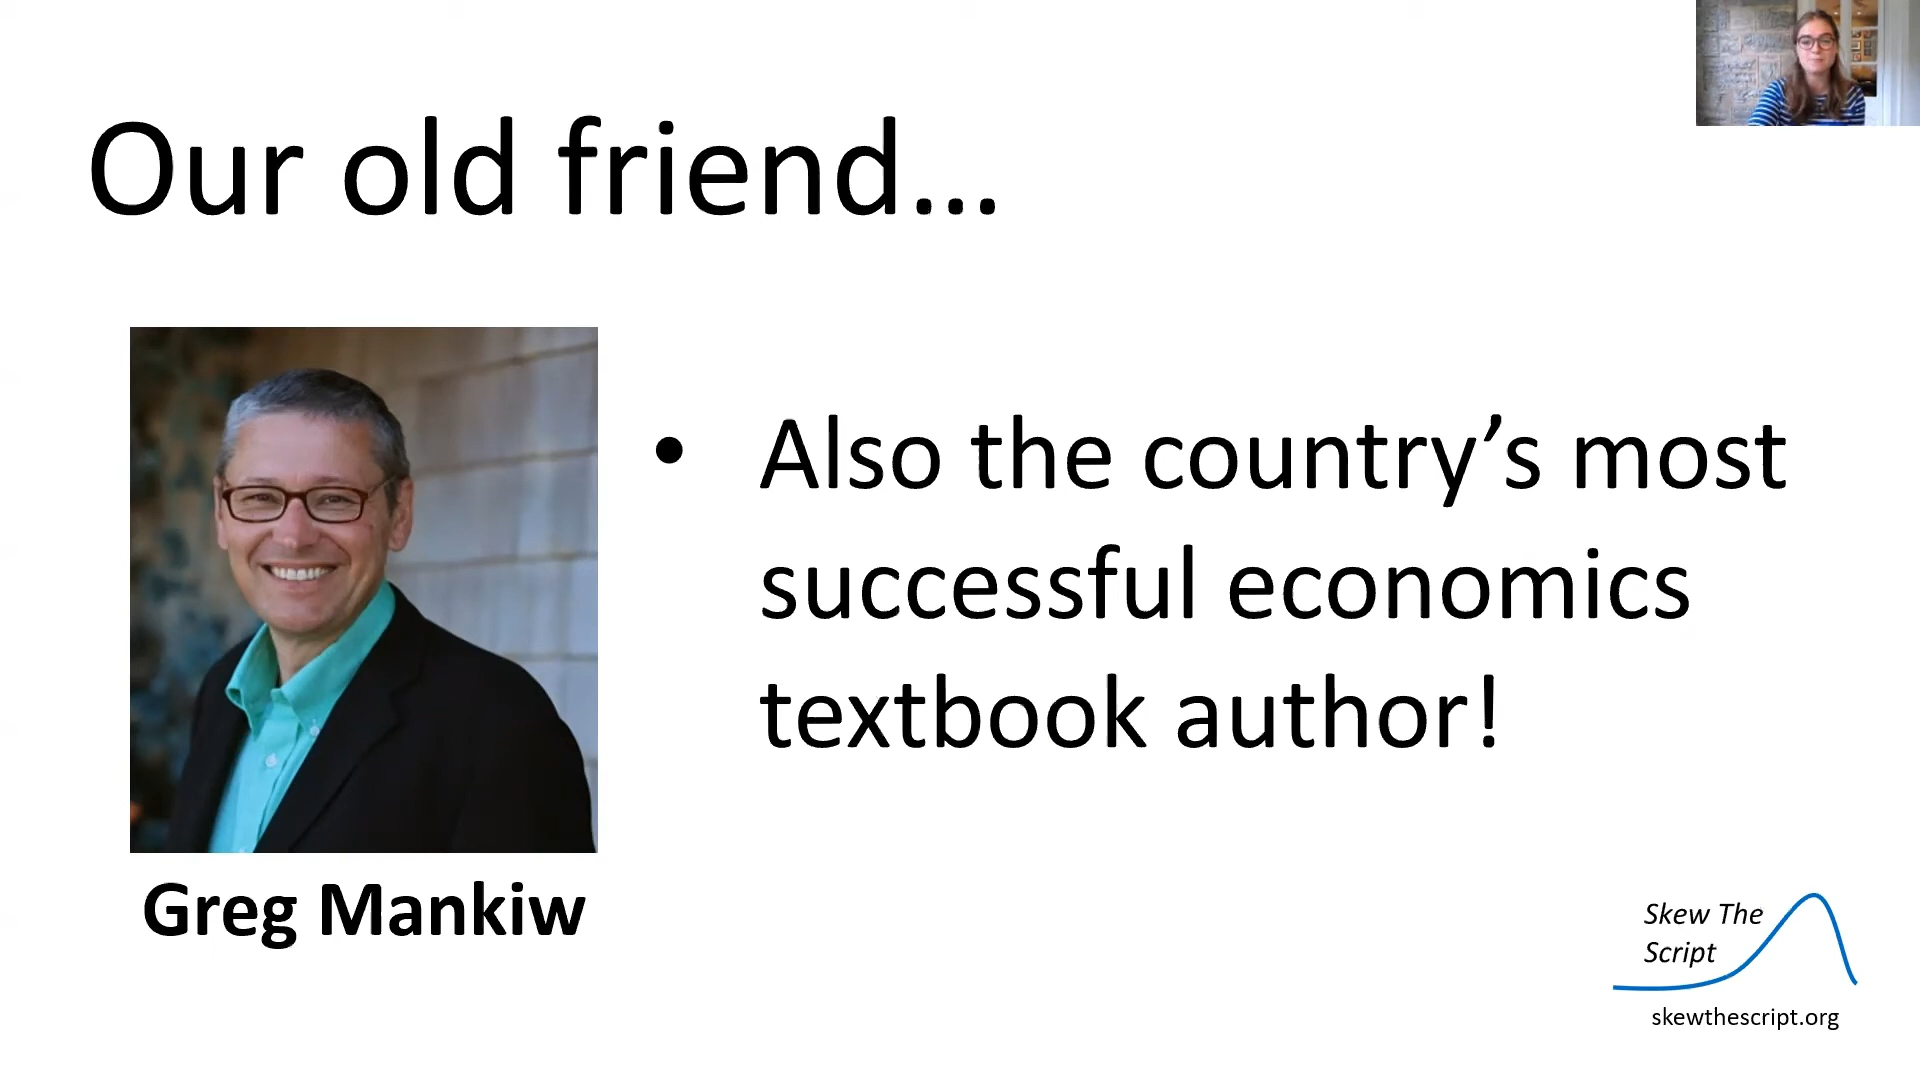 Our old friend…
• Also the country’s most
successful economics
textbook author!
Greg Mankiw
Skew The
Script
skewthescript.org